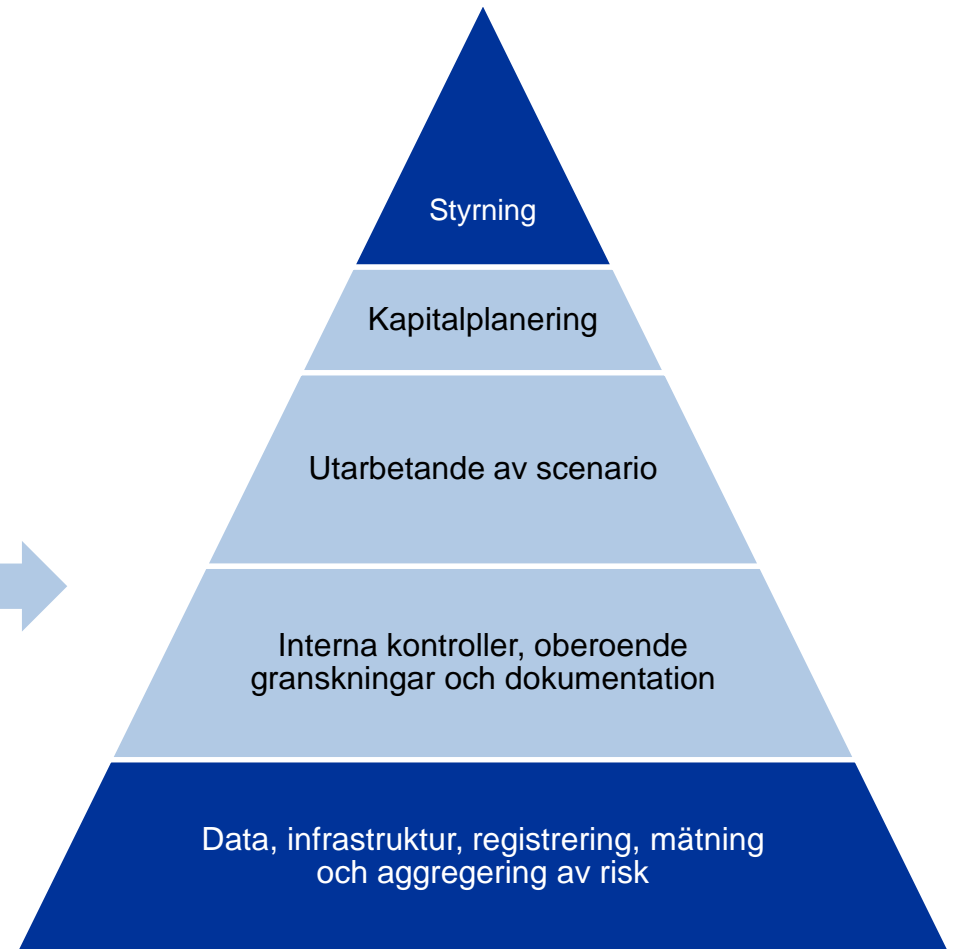 Styrning
Kapitalplanering
Utarbetande av scenario
Interna kontroller, oberoende
granskningar och dokumentation
Data, infrastruktur, registrering, mätning
och aggregering av risk